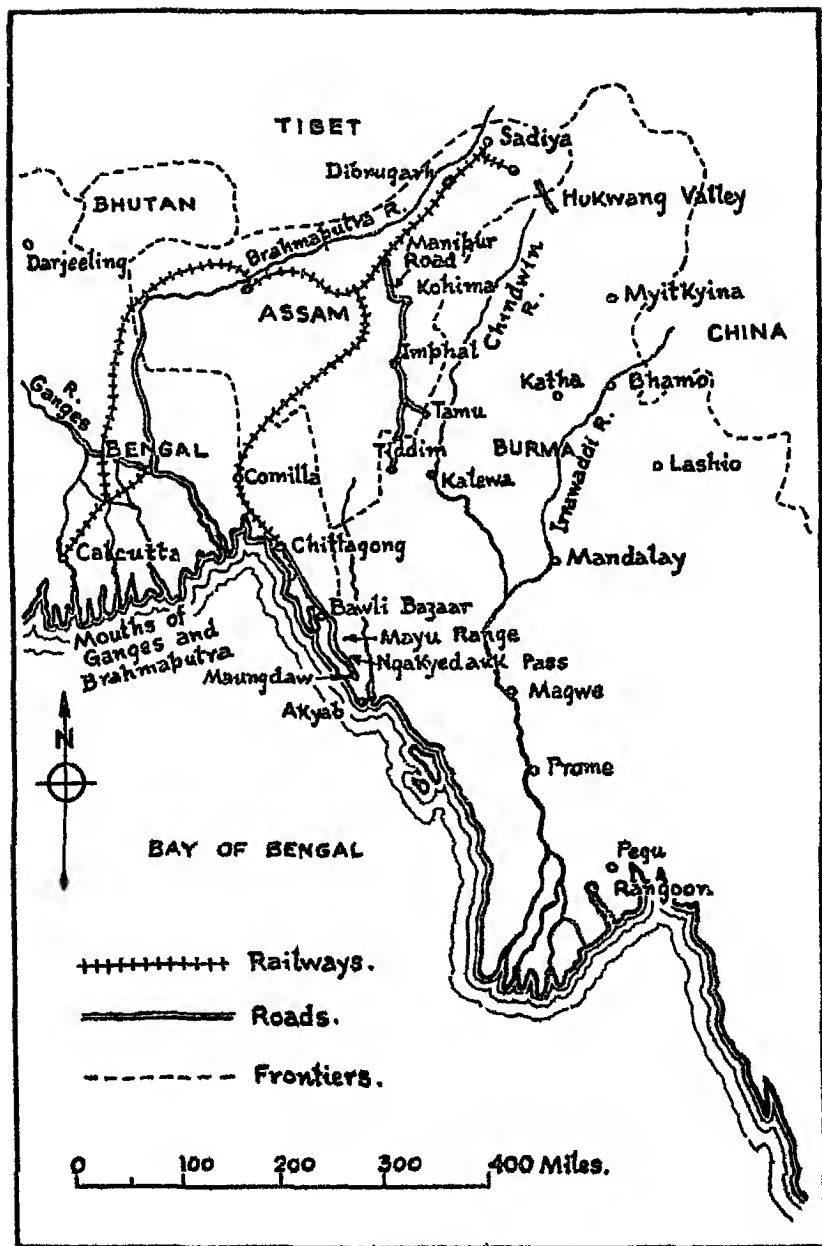 TIBET
Sadiya
Dibrugarh
BHUTAN
Hukwang Valley
Brahmaputra R.
Darjeeling
Manipur
Road
Kohima
Chindwin
R.
Myitkyina
ASSAM
CHINA
Imphal
R.
Ganges
Katha
Bhamo
Tamu
BENGAL
Tiddim
BURMA
Irrawaddi R.
Comilla
Kalewa
Lashio
Calcutta
Chittagong
Mandalay
Bawli Bazaar
Mouths of
Ganges and
Brahmaputra
Mayu Range
Ngakyedauk Pass
Maungdaw
Akyab
Magwe
N
Prome
BAY OF BENGAL
Pegu
Rangoon
Railways.
Roads.
Frontiers.
0 100 200 300 400 Miles.